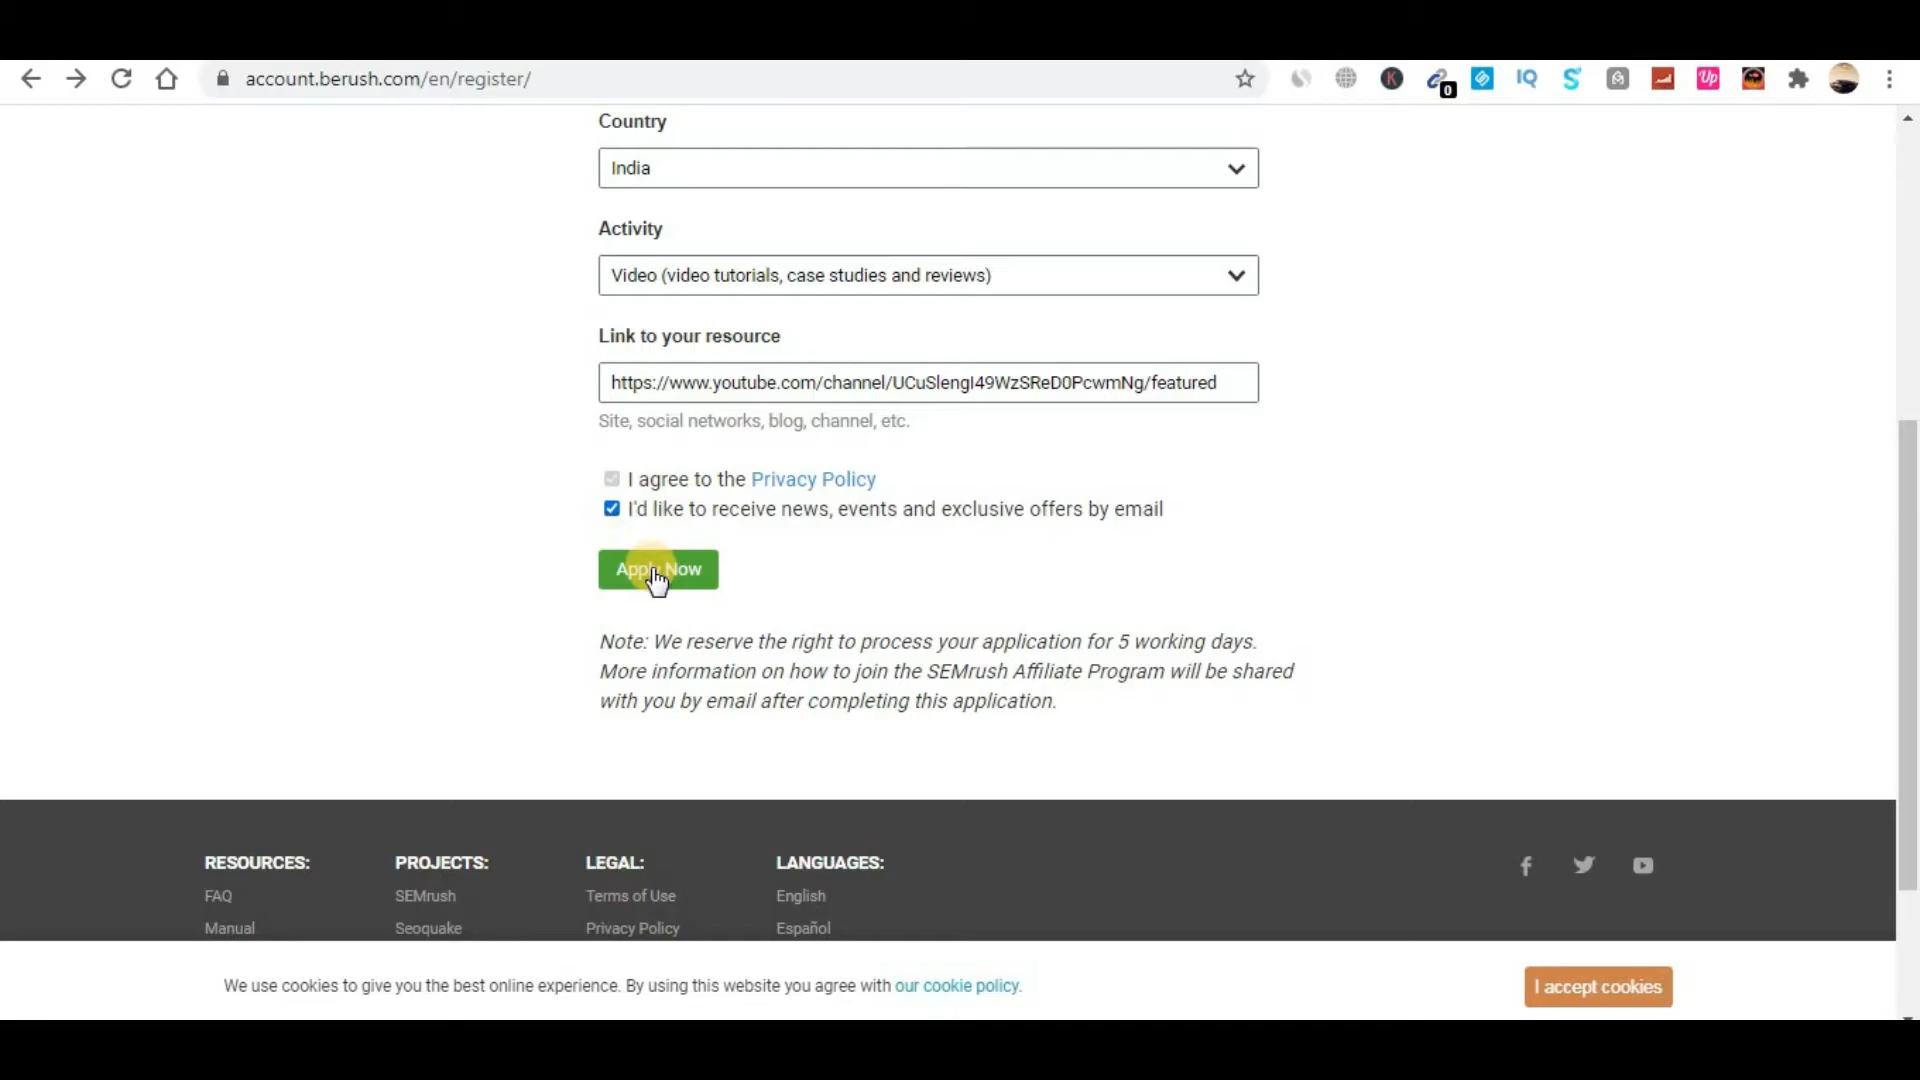 account.berush.com/en/register/
K
0
IQ
S
Up
Country
India
Activity
Video (video tutorials, case studies and reviews)
Link to your resource
https://www.youtube.com/channel/UCuSlengI49WzSReD0PcwmNg/featured
Site, social networks, blog, channel, etc.
I agree to the Privacy Policy
I'd like to receive news, events and exclusive offers by email
Apply Now
Note: We reserve the right to process your application for 5 working days.
More information on how to join the SEMrush Affiliate Program will be shared
with you by email after completing this application.
RESOURCES: PROJECTS: LEGAL: LANGUAGES:
FAQ SEMrush Terms of Use English
Manual Seoquake Privacy Policy Español
We use cookies to give you the best online experience. By using this website you agree with our cookie policy.
I accept cookies